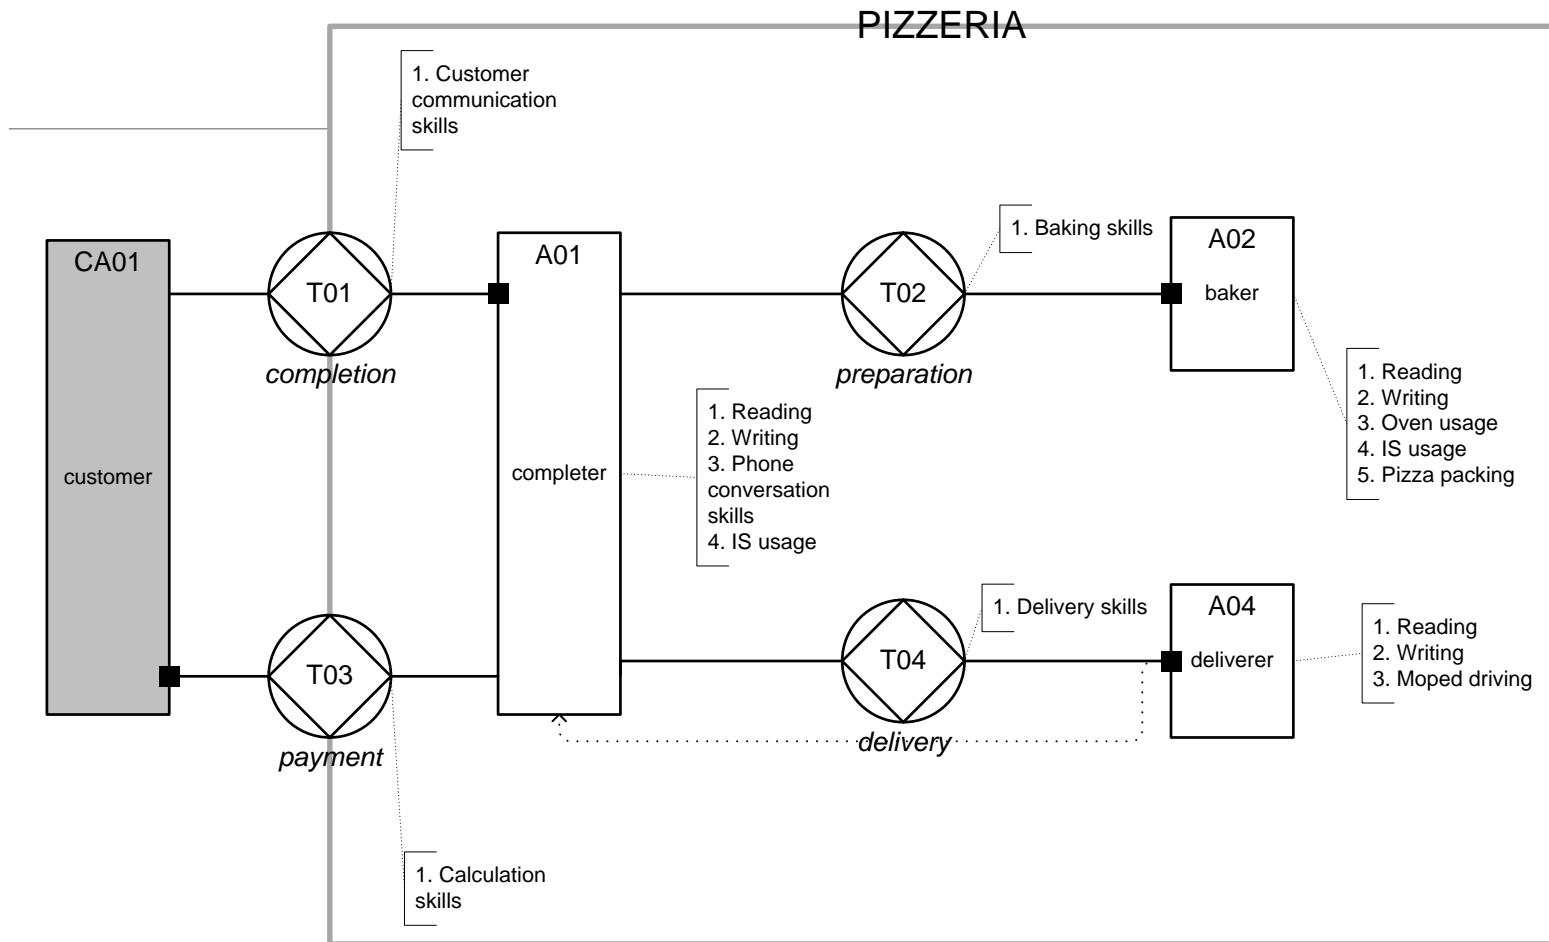 PIZZERIA
1. Customer
communication
skills
CA01
customer
T01
completion
A01
completer
1. Reading
2. Writing
3. Phone
conversation
skills
4. IS usage
T02
preparation
1. Baking skills
A02
baker
1. Reading
2. Writing
3. Oven usage
4. IS usage
5. Pizza packing
T03
payment
1. Calculation
skills
T04
delivery
1. Delivery skills
A04
deliverer
1. Reading
2. Writing
3. Moped driving